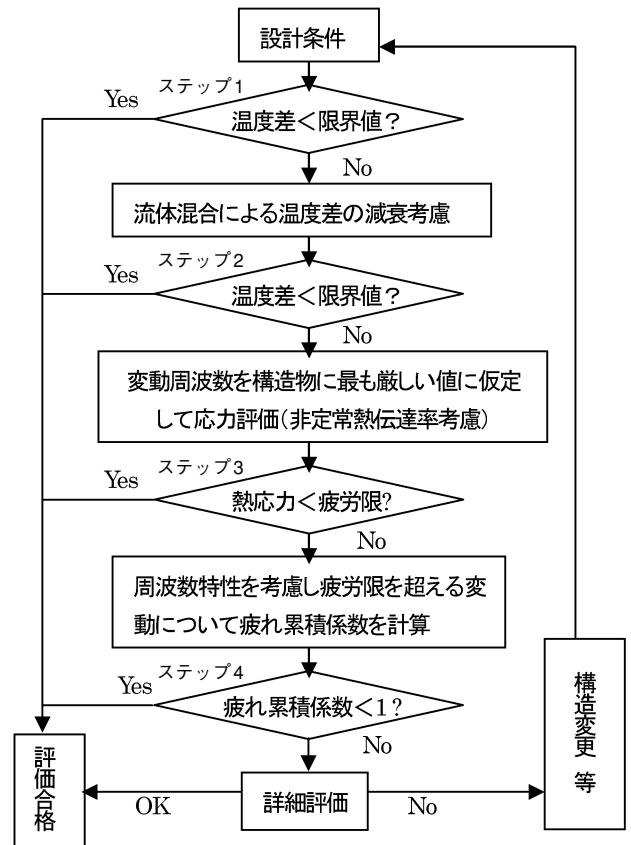 設計条件
ステップ1
Yes
温度差＜限界値？
No
流体混合による温度差の減衰考慮
ステップ2
Yes
温度差＜限界値？
No
変動周波数を構造物に最も厳しい値に仮定
して応力評価（非定常熱伝達率考慮）
ステップ3
Yes
熱応力＜疲労限?
No
周波数特性を考慮し疲労限を超える変
動について疲れ累積係数を計算
ステップ4
Yes
疲れ累積係数＜1？
No
評価合格
OK
詳細評価
No
構造変更 等